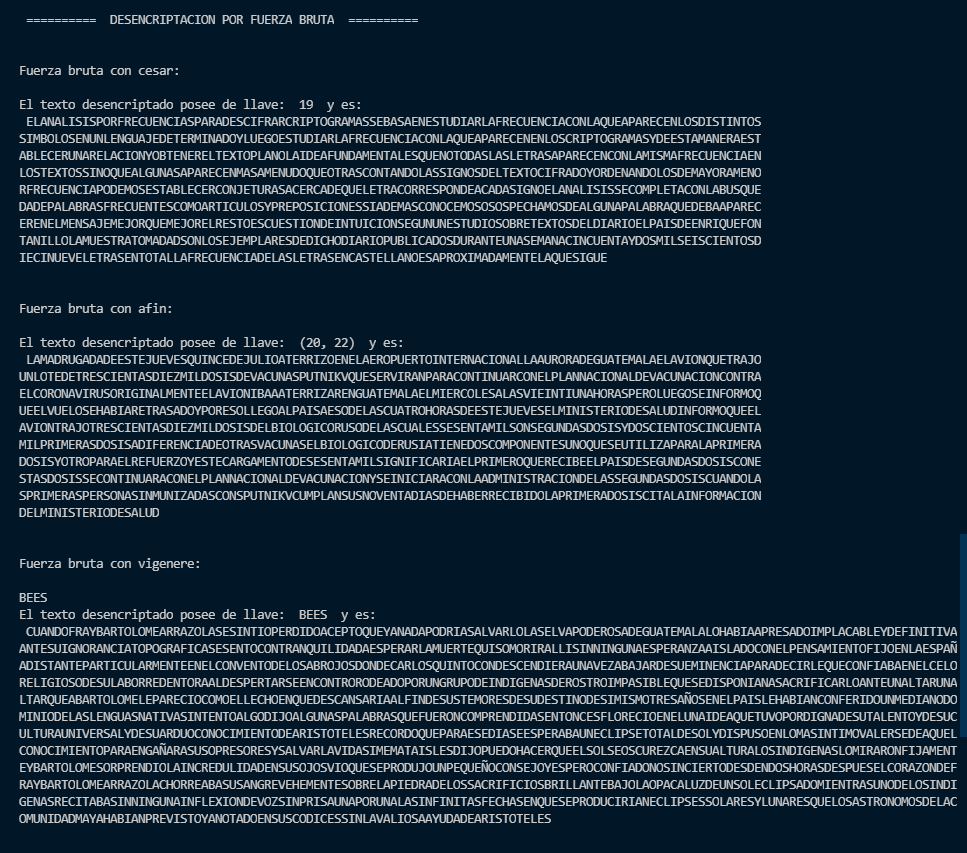 ========== DESENCRIPTACION POR FUERZA BRUTA ==========
Fuerza bruta con cesar:
El texto desencriptado posee de llave: 19 y es:
ELANALISISPORFRECUENCIASPARADESCIFRARCRIPTOGRAMASSEBASAENESTUDIARLAFRECUENCIACONLAQUEAPARECENLOSDISTINTOS
SIMBOLOSENUNLENGUAJEDETERMINADOYLUEGOESTUDIARLAFRECUENCIACONLAQUEAPARECENENLOSCRIPTOGRAMASYDEESTAMANERAEST
ABLECERUNARELACIONYOBTENERELTEXTOPLANOLAIDEAFUNDAMENTALESQUENOTODASLASLETRASAPARECENCONLAMISMAFRECUENCIAEN
LOSTEXTOSSINOQUEALGUNASAPARECENMASAMENUDOQUEOTRASCONTANDOLASSIGNOSDELTEXTOCIFRADOYORDENANDOLOSDEMAYORAMENO
RFRECUENCIAPODEMOSESTABLECERCONJETURASACERCADEQUELETRACORRESPONDEACADASIGNOELANALISISSECOMPLETACONLABUSQUE
DADEPALABRASFRECUENTESCOMOARTICULOSYPREPOSICIONESSIADEMASCONOCEMOSOSOSPECHAMOSDEALGUNAPALABRAQUEDEBAAPAREC
ERENELMENSAJEMEJORQUEMEJORELRESTOESCUESTIONDEINTUICIONSEGUNUNESTUDIOSOBRETEXTOSDELDIARIOELPAISDEENRIQUEFON
TANILLOLAMUESTRATOMADADSONLOSEJEMPLARESDEDICHODIARIOPUBLICADOSDURANTEUNASEMANACINCUENTAYDOSMILSEISCIENTOSD
IECINUEVELETRASENTOTALLAFRECUENCIADELASLETRASENCASTELLANOESAPROXIMADAMENTELAQUESIGUE
Fuerza bruta con afin:
El texto desencriptado posee de llave: (20, 22) y es:
LAMADRUGADADEESTEJUEVESQUINCEDEJULIOATERRIZOENELAEROPUERTOINTERNACIONALLAAURORADEGUATEMALAELAVIONQUETRAJO
UNLOTEDETRESCIENTASDIEZMILDOSISDEVACUNASPUTNIKVQUESERVIRANPARACONTINUARCONELPLANNACIONALDEVACUNACIONCONTRA
ELCORONAVIRUSORIGINALMENTEELAVIONIBAAATERRIZARENGUATEMALAELMIERCOLESALASVIEINTIUNAHORASPEROLUEGOSEINFORMOQ
UEELVUELOSEHABIARETRASADOYPORESOLLEGOALPAISAESODELASCUATROHORASDEESTEJUEVESELMINISTERIODESALUDINFORMOQUEEL
AVIONTRAJOTRESCIENTASDIEZMILDOSISDELBIOLOGICORUSODELASCUALESSESENTAMILSONSEGUNDASDOSISYDOSCIENTOSCINCUENTA
MILPRIMERASDOSISADIFERENCIADEOTRASVACUNASELBIOLOGICODERUSIATIENEDOSCOMPONENTESUNOQUESEUTILIZAPARALAPRIMERA
DOSISYOTROPARAELREFUERZOYESTECARGAMENTODESESENTAMILSIGNIFICARIAELPRIMEROQUERECIBEELPAISDESEGUNDASDOSISCONE
STASDOSISSECONTINUARACONELPLANNACIONALDEVACUNACIONYSEINICIARACONLAADMINISTRACIONDELASSEGUNDASDOSISCUANDOLA
SPRIMERASPERSONASINMUNIZADASCONSPUTNIKVCUMPLANSUSNOVENTADIASDEHABERRECIBIDOLAPRIMERADOSISCITALAINFORMACION
DELMINISTERIODESALUD
Fuerza bruta con vigenere:
BEES
El texto desencriptado posee de llave: BEES y es:
CUANDOFRAYBARTOLOMEARRAZOLASESINTIOPERDIDOACEPTOQUEYANADAPODRIASALVARLOLASELVAPODEROSADEGUATEMALALOHABIAAPRESADOIMPLACABLEYDEFINITIVA
ANTESUIGNORANCIATOPOGRAFICASESENTOCONTRANQUILIDADAESPERARLAMUERTEQUISOMORIRALLISINNINGUNAESPERANZAAISLADOCONELPENSAMIENTOFIJOENLAESPAÑ
ADISTANTEPARTICULARMENTEENELCONVENTODELOSABROJOSDONDECARLOSQUINTOCONDESCENDIERAUNAVEZABAJARDESUEMINENCIAPARADECIRLEQUECONFIABAENELCELO
RELIGIOSODESULABORREDENTORAALDESPERTARSEENCONTRORODEADOPORUNGRUPODEINDIGENASDEROSTROIMPASIBLEQUESEDISPONIANASACRIFICARLOANTEUNALTARUNA
LTARQUEABARTOLOMELEPARECIOCOMOELLECHOENQUEDESCANSARIAALFINDESUSTEMORESDESUDESTINODESIMISMOTRESAÑOSENELPAISLEHABIANCONFERIDOUNMEDIANODO
MINIODELASLENGUASNATIVASINTENTOALGODIJOALGUNASPALABRASQUEFUERONCOMPRENDIDASENTONCESFLORECIOENELUNAIDEAQUETUVOPORDIGNADESUTALENTOYDESUC
ULTURAUNIVERSALYDESUARDUOCONOCIMIENTODEARISTOTELESRECORDOQUEPARAESEDIASEESPERABAUNECLIPSETOTALDESOLYDISPUSOENLOMASINTIMOVALERSEDEAQUEL
CONOCIMIENTOPARAENGAÑARASUSOPRESORESYSALVARLAVIDASIMEMATAISLESDIJOPUEDOHACERQUEELSOLSEOSCUREZCAENSUALTURALOSINDIGENASLOMIRARONFIJAMENT
EYBARTOLOMESORPRENDIOLAINCREDULIDADENSUSOJOSVIOQUESEPRODUJOUNPEQUEÑOCONSEJOYESPEROCONFIADONOSINCIERTODESDENDOSHORASDESPUESELCORAZONDEF
RAYBARTOLOMEARRAZOLACHORREABASUSANGREVEHEMENTESOBRELAPIEDRADELOSSACRIFICIOSBRILLANTEBAJOLAOPACALUZDEUNSOLECLIPSADOMIENTRASUNODELOSINDI
GENASRECITABASINNINGUNAINFLEXIONDEVOZSINPRISAUNAPORUNALASINFINITASFECHASENQUESEPRODUCIRIANECLIPSESSOLARESYLUNARESQUELOSASTRONOMOSDELAC
OMUNIDADMAYAHABIANPREVISTOYANOTADOENSUSCODICESSINLAVALIOSAAYUDADEARISTOTELES